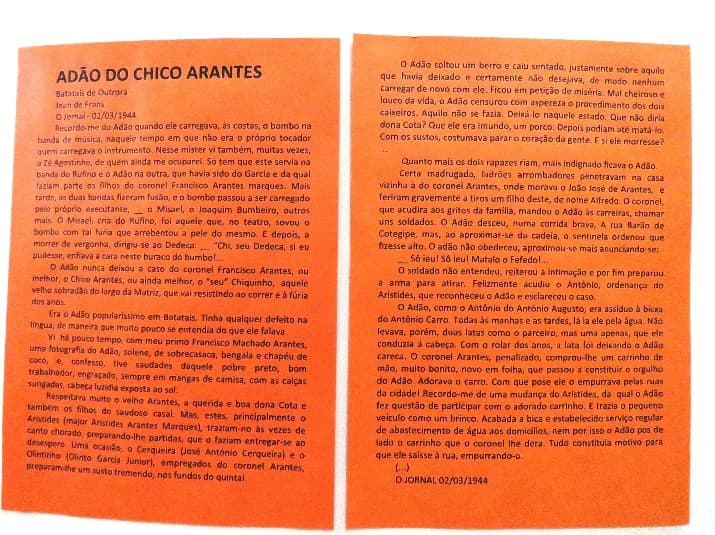 ADÃO DO CHICO ARANTES
Batatais de Outrora
Jean de Frans
O Jornal - 02/03/1944
Recordo-me do Adão quando ele carregava, às costas, o bombo na
banda de música, naquele tempo em que não era o próprio tocador
quem carregava o instrumento. Nesse mister vi também, muitas vezes,
o Zé Agostinho, de quem ainda me ocuparei. Só tem que este servia na
banda do Rufino e o Adão na outra, que havia sido do Garcia e da qual
faziam parte os filhos do coronel Francisco Arantes marques. Mais
tarde, as duas bandas fizeram fusão, e o bombo passou a ser carregado
pelo próprio executante, __ o Misael, o Joaquim Bumbeiro, outros
mais. O Misael, cria do Rufino, foi aquele que, no teatro, sovou o
bombo com tal fúria que arrebentou a pele do mesmo. E depois, a
morrer de vergonha, dirigiu-se ao Dedeca: __ "Chi, seu Dedeca, si eu
pudesse, enfiava a cara neste buraco do bumbo!...
O Adão nunca deixou a caso do coronel Francisco Arantes, ou
melhor, o Chico Arantes, ou ainda melhor, o "seu" Chiquinho, aquele
velho sobradão do largo da Matriz, que vai resistindo ao correr e à fúria
dos anos.
Era o Adão popularíssimo em Batatais. Tinha qualquer defeito na
língua, de maneira que muito pouco se entendia do que ele falava.
Vi há pouco tempo, com meu primo Francisco Machado Arantes,
uma fotografia do Adão, solene, de sobrecasaca, bengala e chapéu de
coco, e, confesso, tive saudades daquele pobre preto, bom
trabalhador, engraçado, sempre em mangas de camisa, com as calças
sungadas, cabeça luzidia exposta ao sol.
Respeitava muito o velho Arantes, a querida e boa dona Cota e
também os filhos do saudoso casal. Mas, estes, principalmente o
Aristides (major Aristides Arantes Marques), traziam-no às vezes de
canto chorado, preparando-lhe partidas, que o faziam entregar-se ao
desespero. Uma ocasião, o Cerqueira (José Antônio Cerqueira) e o
Olintinho (Olinto Garcia Junior), empregados do coronel Arantes,
preparam-lhe um susto tremendo, nos fundos do quintal.
O Adão soltou um berro e caiu sentado, justamente sobre aquilo
que havia deixado e certamente não desejava, de modo nenhum
carregar de novo com ele. Ficou em petição de miséria. Mal cheiroso e
louco da vida, o Adão censurou com aspereza o procedimento dos dois
caixeiros. Aquilo não se fazia. Deixá-lo naquele estado. Que não diria
dona Cota? Que ele era imundo, um porco. Depois podiam até matá-lo.
Com os sustos, costumava parar o coração da gente. E si ele morresse?
...
Quanto mais os dois rapazes riam, mais indignado ficava o Adão.
Certa madrugado, ladrões arrombadores penetravam na casa
vizinha à do coronel Arantes, onde morava o João José de Arantes, e
feriram gravemente a tiros um filho deste, de nome Alfredo. O coronel,
que acudira aos gritos da família, mandou o Adão às carreiras, chamar
uns soldados. O Adão desceu, numa corrida brava, A rua Barão de
Cotegipe, mas, ao aproximar-se da cadeia, o sentinela ordenou que
fizesse alto. O adão não obedeceu, aproximou-se mais anunciando-se:
__ Sô ieu! Sô leu! Matalo o Fefedo!...
O soldado não entendeu, reiterou a intimação e por fim preparou
a arma para atirar. Felizmente acudiu o Antônio, ordenança do
Aristides, que reconheceu o Adão e esclareceu o caso.
O Adão, como o Antônio do Antônio Augusto, era assíduo à bicxa
do Antônio Carro. Todas às manhas e as tardes, lá ia ele pela água. Não
levava, porém, duas latas como o parceiro, mas uma apenas, que ele
conduzia á cabeça. Com o rolar dos anos, a lata foi deixando o Adão
careca. O coronel Arantes, penalizado, comprou-lhe um carrinho de
mão, muito bonito, novo em folha, que passou a constituir o orgulho
do Adão. Adorava o carro. Com que pose ele o empurrava pelas ruas
da cidade! Recordo-me de uma mudança do Aristides, da qual o Adão
fez questão de participar com o adorado carrinho. E trazia o pequeno
veículo como um brinco. Acabada a bica e estabelecido serviço regular
de abastecimento de água aos domicílios, nem por isso o Adão pos de
lado o carrinho que o coronel lhe dera. Tudo constituía motivo para
que ele saísse à rua, empurrando-o.
(...)
O JORNAL 02/03/1944